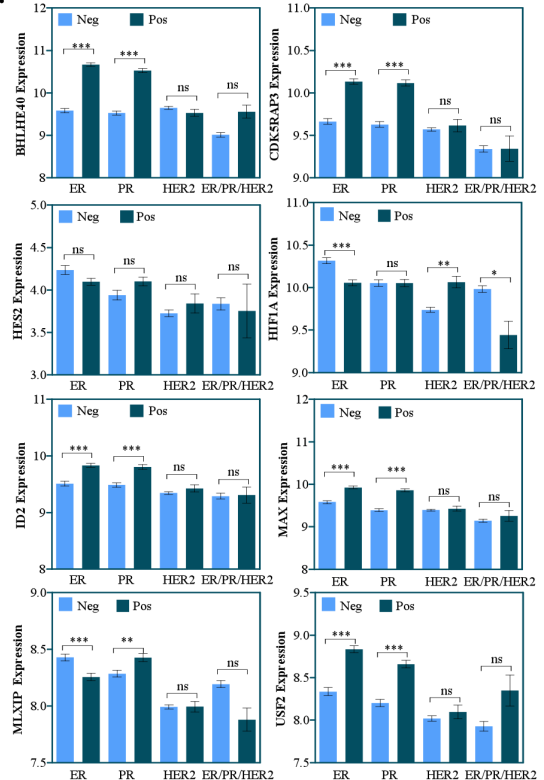 BHLHE40 Expression
Neg Pos
12
11
10
9
8
*** *** ns ns
ER PR HER2 ER/PR/HER2
CDK5RAP3 Expression
Neg Pos
11.0
10.5
10.0
9.5
9.0
*** *** ns ns
ER PR HER2 ER/PR/HER2
HES2 Expression
Neg Pos
5.0
4.5
4.0
3.5
3.0
ns ns ns ns
ER PR HER2 ER/PR/HER2
HIF1A Expression
Neg Pos
11.0
10.5
10.0
9.5
9.0
*** ns ** *
ER PR HER2 ER/PR/HER2
ID2 Expression
Neg Pos
11
10
9
8
*** *** ns ns
ER PR HER2 ER/PR/HER2
MAX Expression
Neg Pos
12
11
10
9
8
*** *** ns ns
ER PR HER2 ER/PR/HER2
MLXIP Expression
Neg Pos
9.0
8.5
8.0
7.5
*** ** ns ns
ER PR HER2 ER/PR/HER2
USF2 Expression
Neg Pos
9.5
9.0
8.5
8.0
7.5
*** *** ns ns
ER PR HER2 ER/PR/HER2